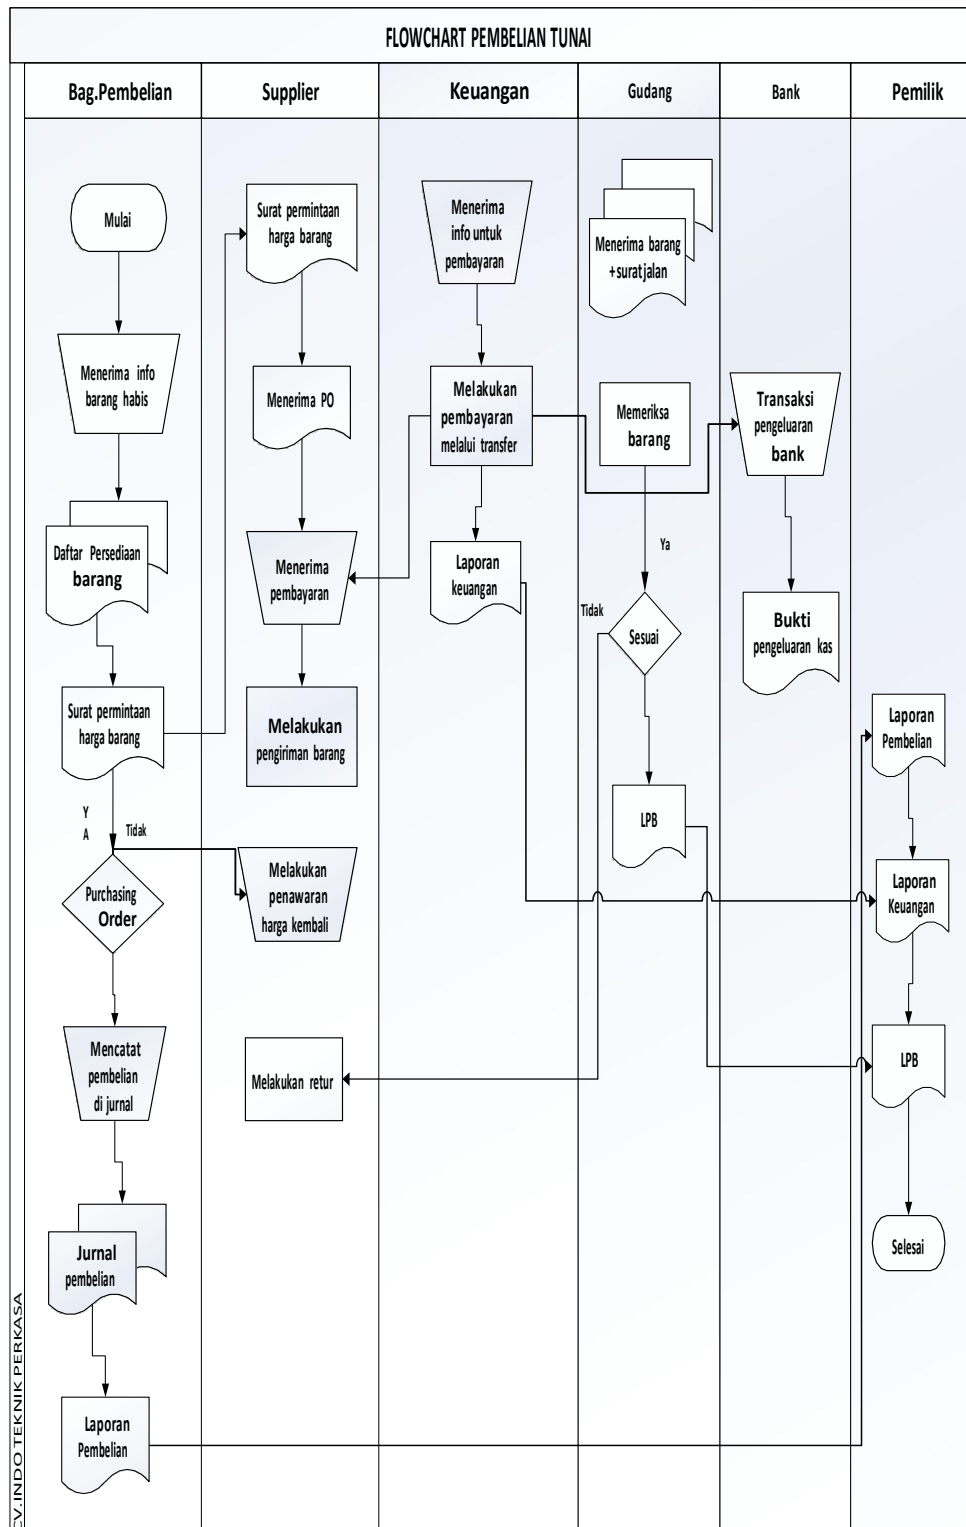 FLOWCHART PEMBELIAN TUNAI
Bag.Pembelian
Supplier
Keuangan
Gudang
Bank
Pemilik
Mulai
Menerima info
barang habis
Daftar Persediaan
barang
Surat permintaan
harga barang
Y
A
Tidak
Purchasing
Order
Mencatat
pembelian
di jurnal
Jurnal
pembelian
Laporan
Pembelian
Surat permintaan
harga barang
Menerima PO
Menerima
pembayaran
Melakukan
pengiriman barang
Melakukan
penawaran
harga kembali
Melakukan retur
Menerima
info untuk
pembayaran
Melakukan
pembayaran
melalui transfer
Laporan
keuangan
Menerima barang
+surat jalan
Memeriksa
barang
Ya
Tidak
Sesuai
LPB
Transaksi
pengeluaran
bank
Bukti
pengeluaran kas
Laporan
Pembelian
Laporan
Keuangan
LPB
Selesai
CV.INDO TEKNIK PERKASA